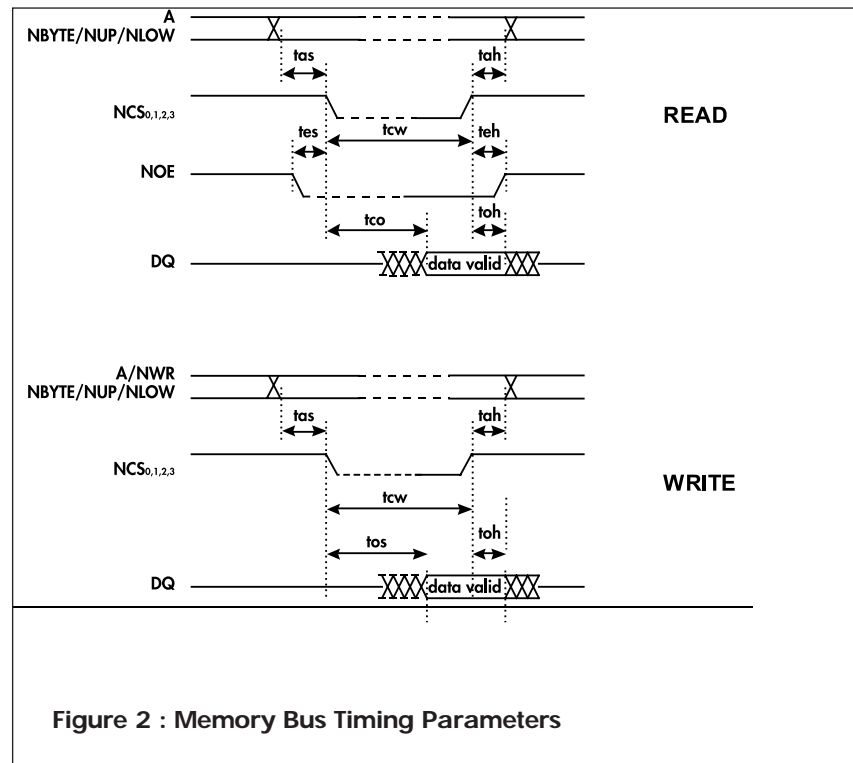 A
NBYTE/NUP/NLOW
tas
tah
NCS0,1,2,3
READ
tes
tcw
teh
NOE
tco
toh
DQ
data valid
A/NWR
NBYTE/NUP/NLOW
tas
tah
NCS0,1,2,3
WRITE
tcw
tos
toh
DQ
data valid
Figure 2 : Memory Bus Timing Parameters